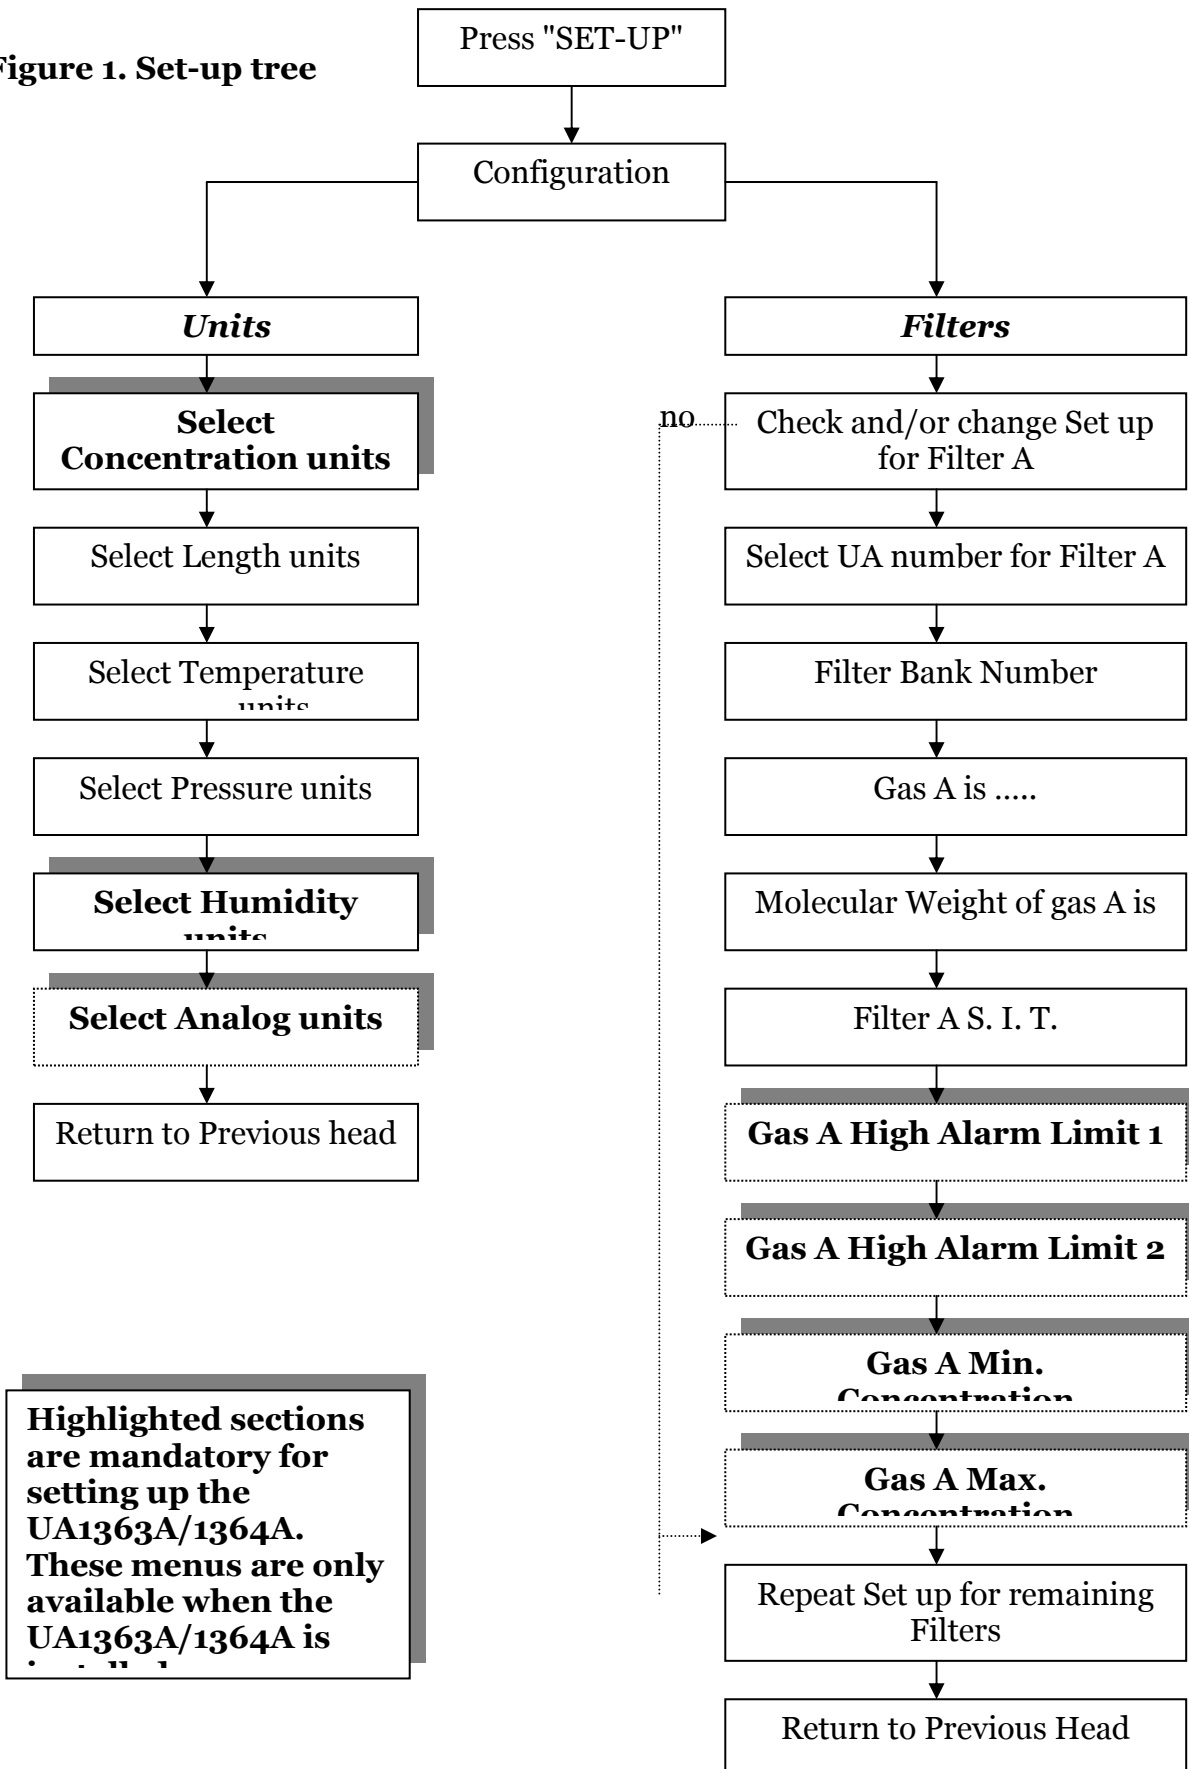 Press "SET-UP"
Figure 1. Set-up tree
Configuration
Units
Select
Concentration units
Select Length units
Select Temperature
units
Select Pressure units
Select Humidity
units
Select Analog units
Return to Previous head
Filters
no
Check and/or change Set up
for Filter A
Select UA number for Filter A
Filter Bank Number
Gas A is .....
Molecular Weight of gas A is
Filter A S. I. T.
Gas A High Alarm Limit 1
Gas A High Alarm Limit 2
Gas A Min.
Concentration
Gas A Max.
Concentration
Repeat Set up for remaining
Filters
Return to Previous Head
Highlighted sections
are mandatory for
setting up the
UA1363A/1364A.
These menus are only
available when the
UA1363A/1364A is